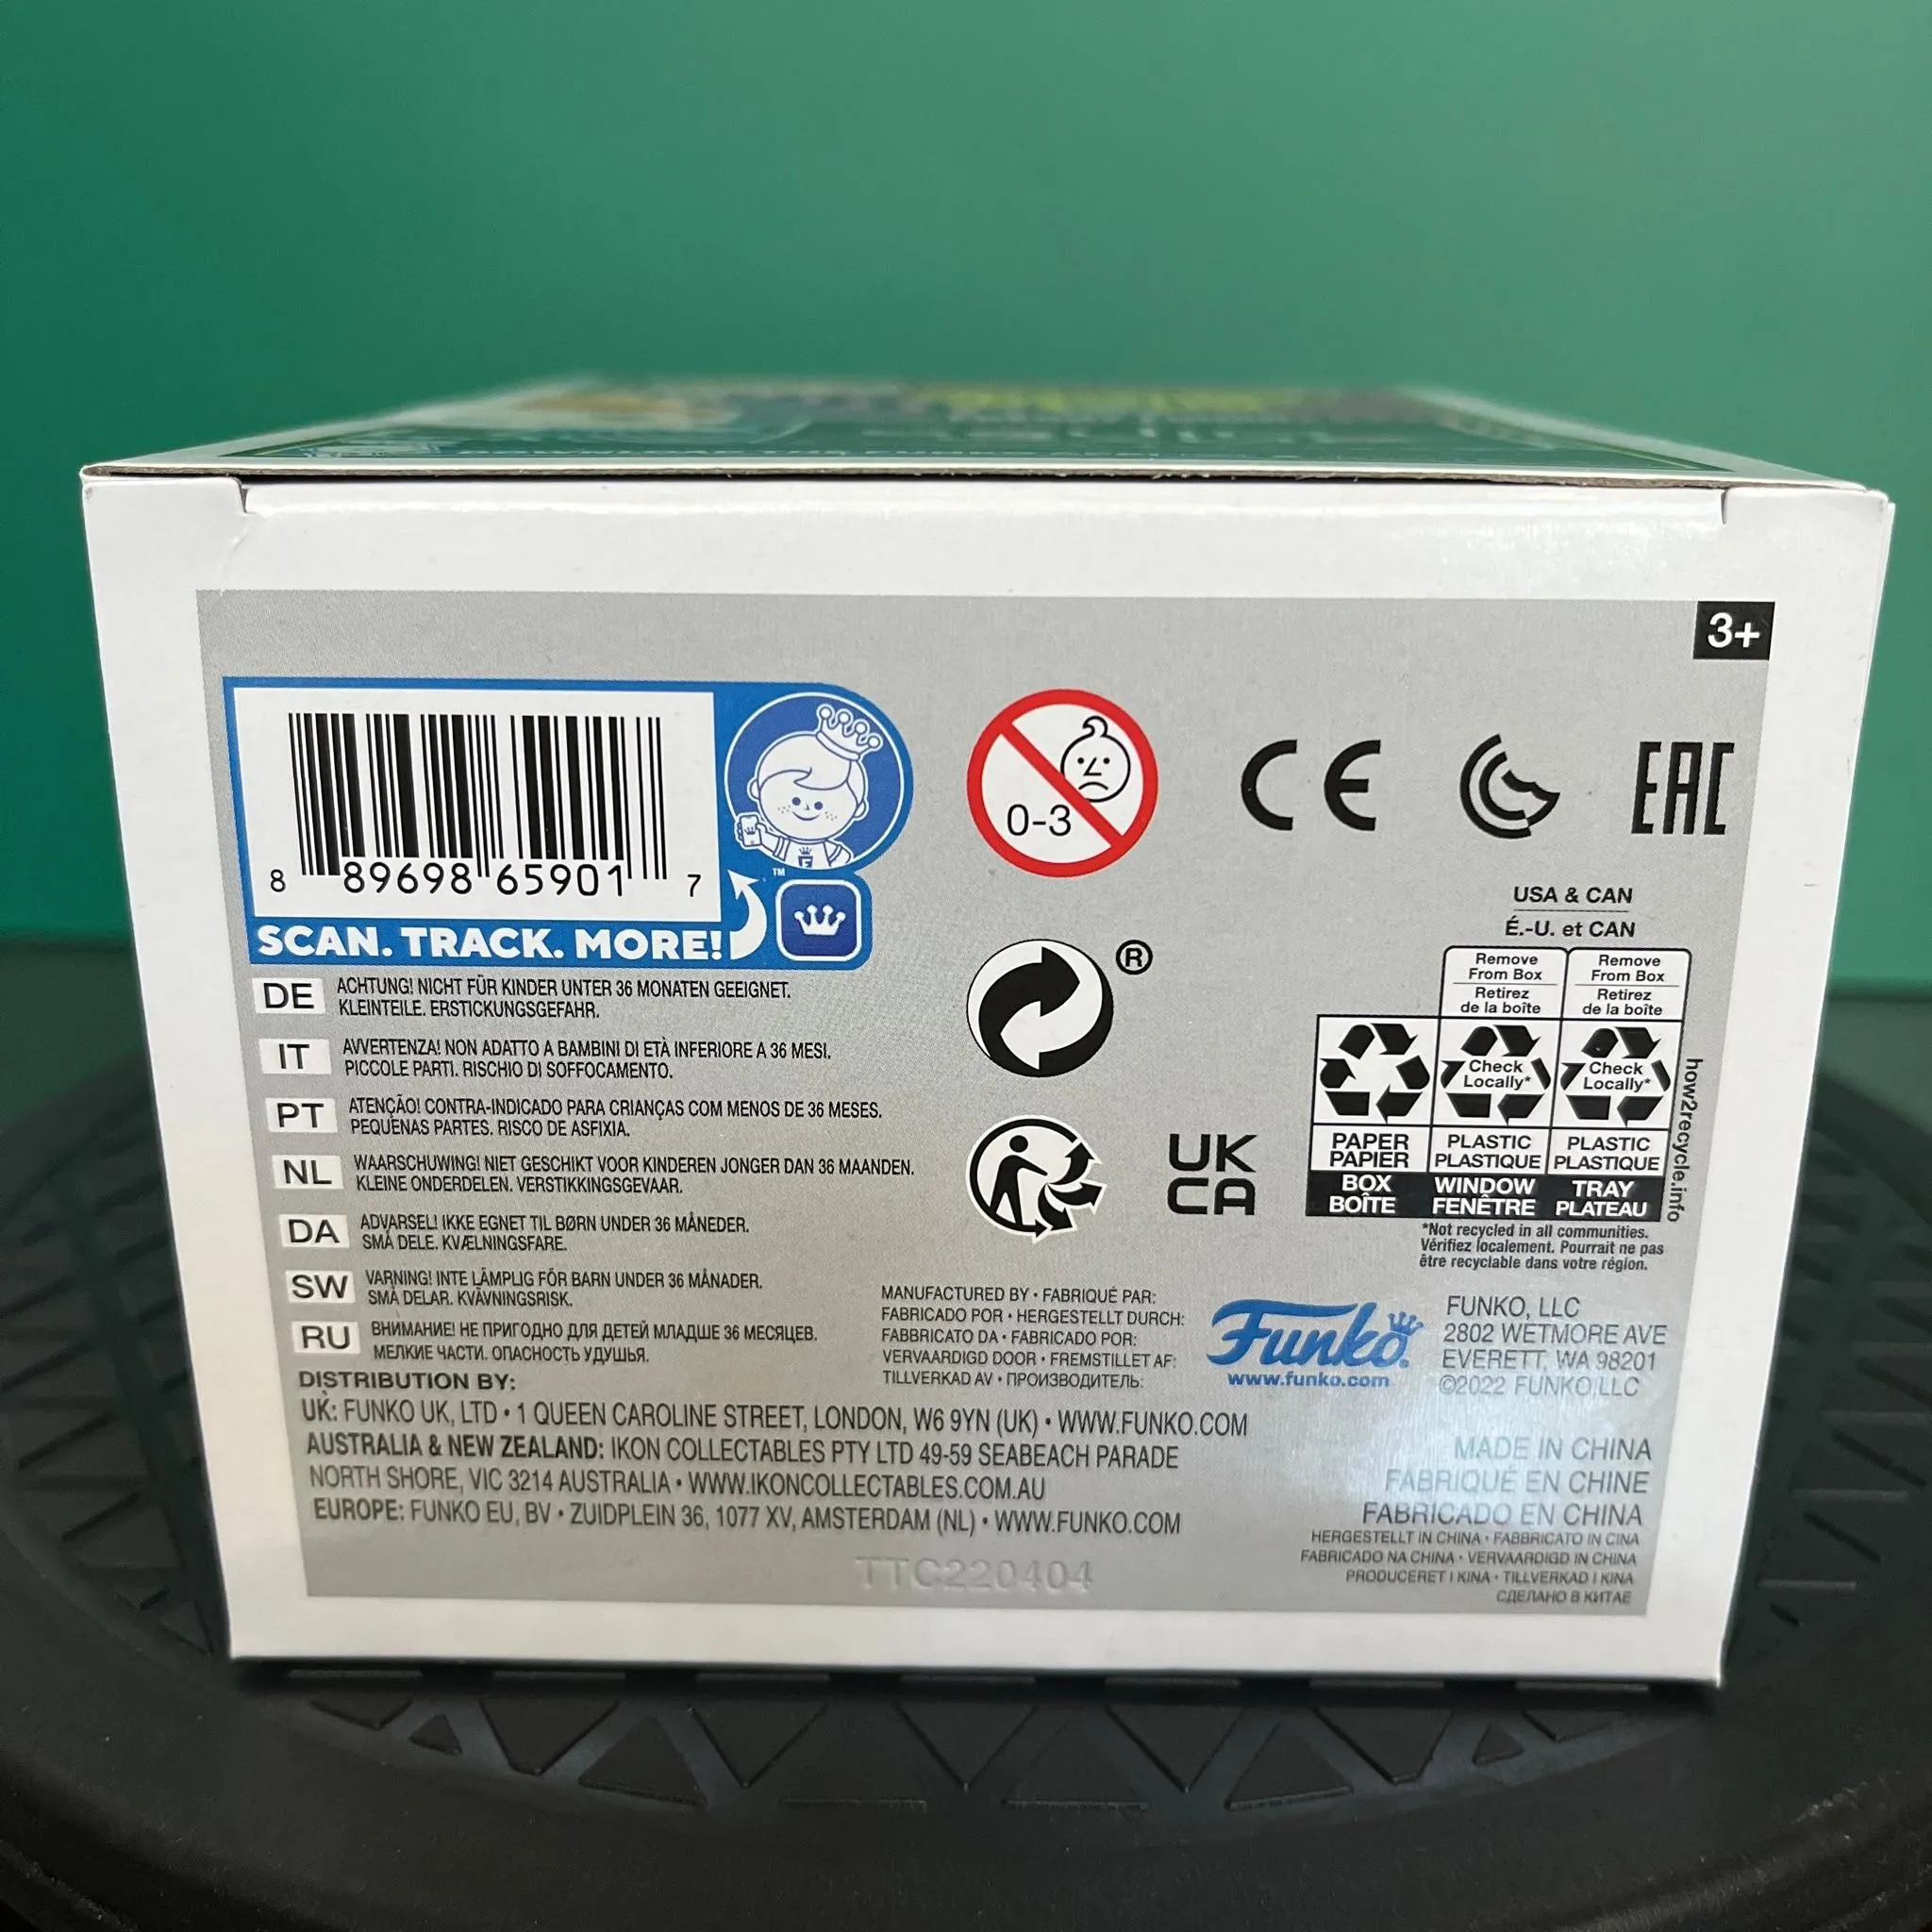 3+
8 89698 65901 7
™
SCAN. TRACK. MORE!
0-3
CE
EAC
DE ACHTUNG! NICHT FÜR KINDER UNTER 36 MONATEN GEEIGNET.
KLEINTEILE. ERSTICKUNGSGEFAHR.
IT AVVERTENZA! NON ADATTO A BAMBINI DI ETÀ INFERIORE A 36 MESI.
PICCOLE PARTI. RISCHIO DI SOFFOCAMENTO.
PT ATENÇÃO! CONTRA-INDICADO PARA CRIANÇAS COM MENOS DE 36 MESES.
PEQUENAS PARTES. RISCO DE ASFIXIA.
NL WAARSCHUWING! NIET GESCHIKT VOOR KINDEREN JONGER DAN 36 MAANDEN.
KLEINE ONDERDELEN. VERSTIKKINGSGEVAAR.
DA ADVARSEL! IKKE EGNET TIL BØRN UNDER 36 MÅNEDER.
SMÅ DELE. KVÆLNINGSFARE.
SW VARNING! INTE LÄMPLIG FÖR BARN UNDER 36 MÅNADER.
SMÅ DELAR. KVÄVNINGSRISK.
RU ВНИМАНИЕ! НЕ ПРИГОДНО ДЛЯ ДЕТЕЙ МЛАДШЕ 36 МЕСЯЦЕВ.
МЕЛКИЕ ЧАСТИ. ОПАСНОСТЬ УДУШЬЯ.
®
UK
CA
USA & CAN
É.-U. et CAN
Remove
From Box
Retirez
de la boîte
Remove
From Box
Retirez
de la boîte
Check
Locally*
Check
Locally*
PAPER
PAPIER
BOX
BOÎTE
PLASTIC
PLASTIQUE
WINDOW
FENÊTRE
PLASTIC
PLASTIQUE
TRAY
PLATEAU
how2recycle.info
*Not recycled in all communities.
Vérifiez localement. Pourrait ne pas
être recyclable dans votre région.
MANUFACTURED BY • FABRIQUÉ PAR:
FABRICADO POR • HERGESTELLT DURCH:
FABBRICATO DA • FABRICADO POR:
VERVAARDIGD DOOR • FREMSTILLET AF:
TILLVERKAD AV • ПРОИЗВОДИТЕЛЬ:
Funko®
www.funko.com
FUNKO, LLC
2802 WETMORE AVE
EVERETT, WA 98201
©2022 FUNKO,LLC
DISTRIBUTION BY:
UK: FUNKO UK, LTD • 1 QUEEN CAROLINE STREET, LONDON, W6 9YN (UK) • WWW.FUNKO.COM
AUSTRALIA & NEW ZEALAND: IKON COLLECTABLES PTY LTD 49-59 SEABEACH PARADE
NORTH SHORE, VIC 3214 AUSTRALIA • WWW.IKONCOLLECTABLES.COM.AU
EUROPE: FUNKO EU, BV • ZUIDPLEIN 36, 1077 XV, AMSTERDAM (NL) • WWW.FUNKO.COM
MADE IN CHINA
FABRIQUÉ EN CHINE
FABRICADO EN CHINA
HERGESTELLT IN CHINA • FABBRICATO IN CINA
FABRICADO NA CHINA • VERVAARDIGD IN CHINA
PRODUCERET I KINA • TILLVERKAD I KINA
СДЕЛАНО В КИТАЕ
TTC220404